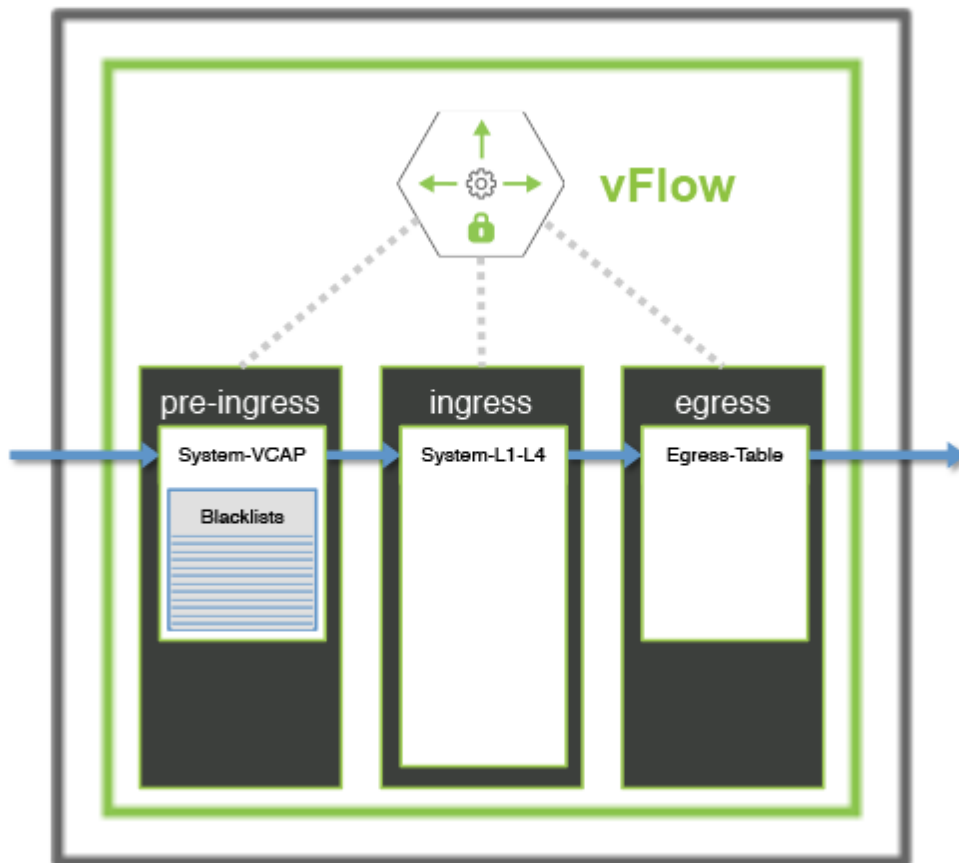 vFlow
pre-ingress
ingress
egress
System-VCAP
System-L1-L4
Egress-Table
Blacklists